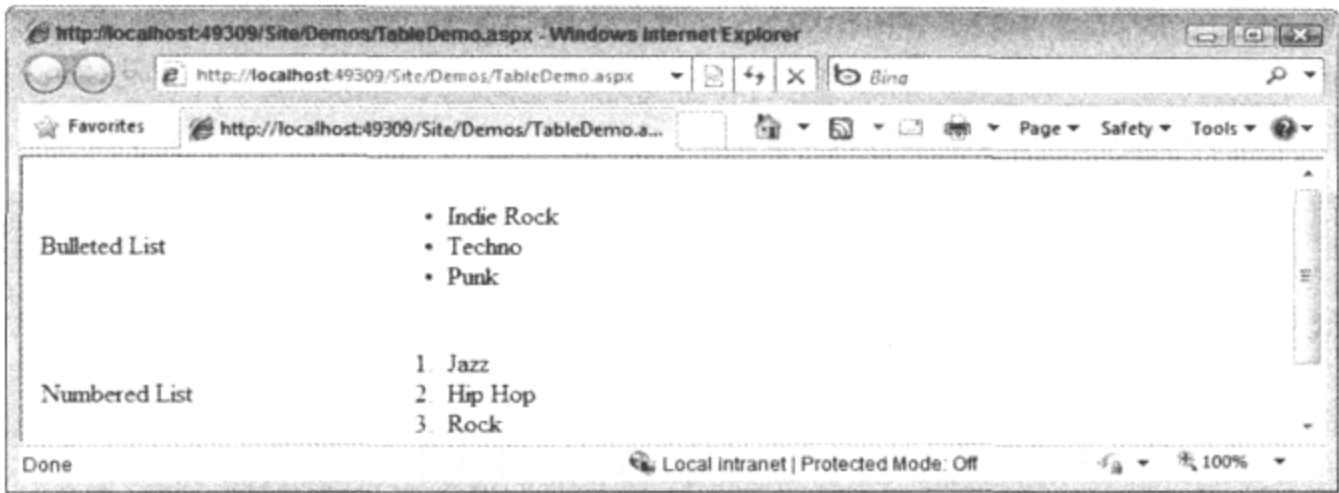 http://localhost:49309/Site/Demos/TableDemo.aspx - Windows Internet Explorer
http://localhost:49309/Site/Demos/TableDemo.aspx
Bing
Favorites
http://localhost:49309/Site/Demos/TableDemo.a...
Page Safety Tools
Bulleted List
• Indie Rock
• Techno
• Punk
Numbered List
1. Jazz
2. Hip Hop
3. Rock
Done
Local intranet | Protected Mode: Off
100%